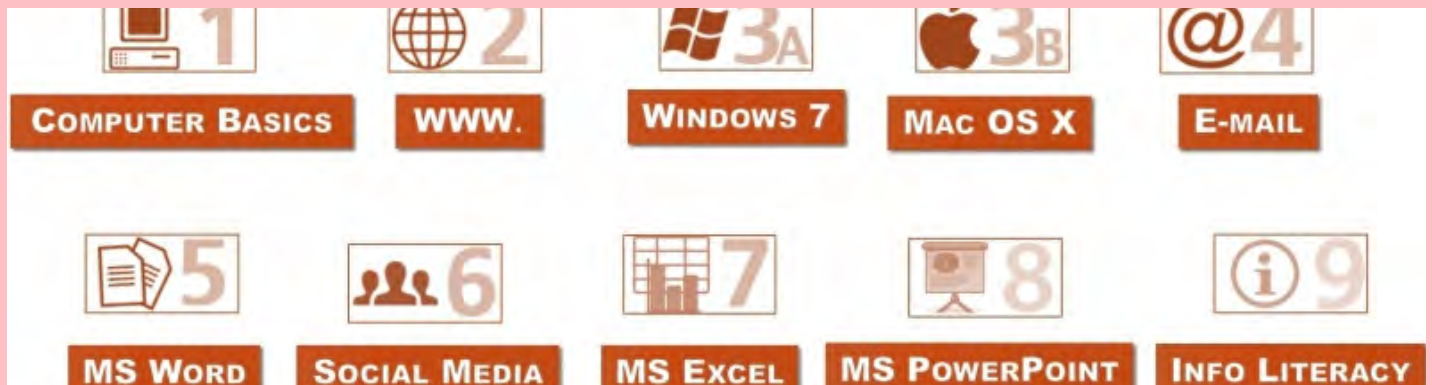 1 2 3A 3B @4
COMPUTER BASICS WWW. WINDOWS 7 MAC OS X E-MAIL
5 6 7 8 i 9
MS WORD SOCIAL MEDIA MS EXCEL MS POWERPOINT INFO LITERACY